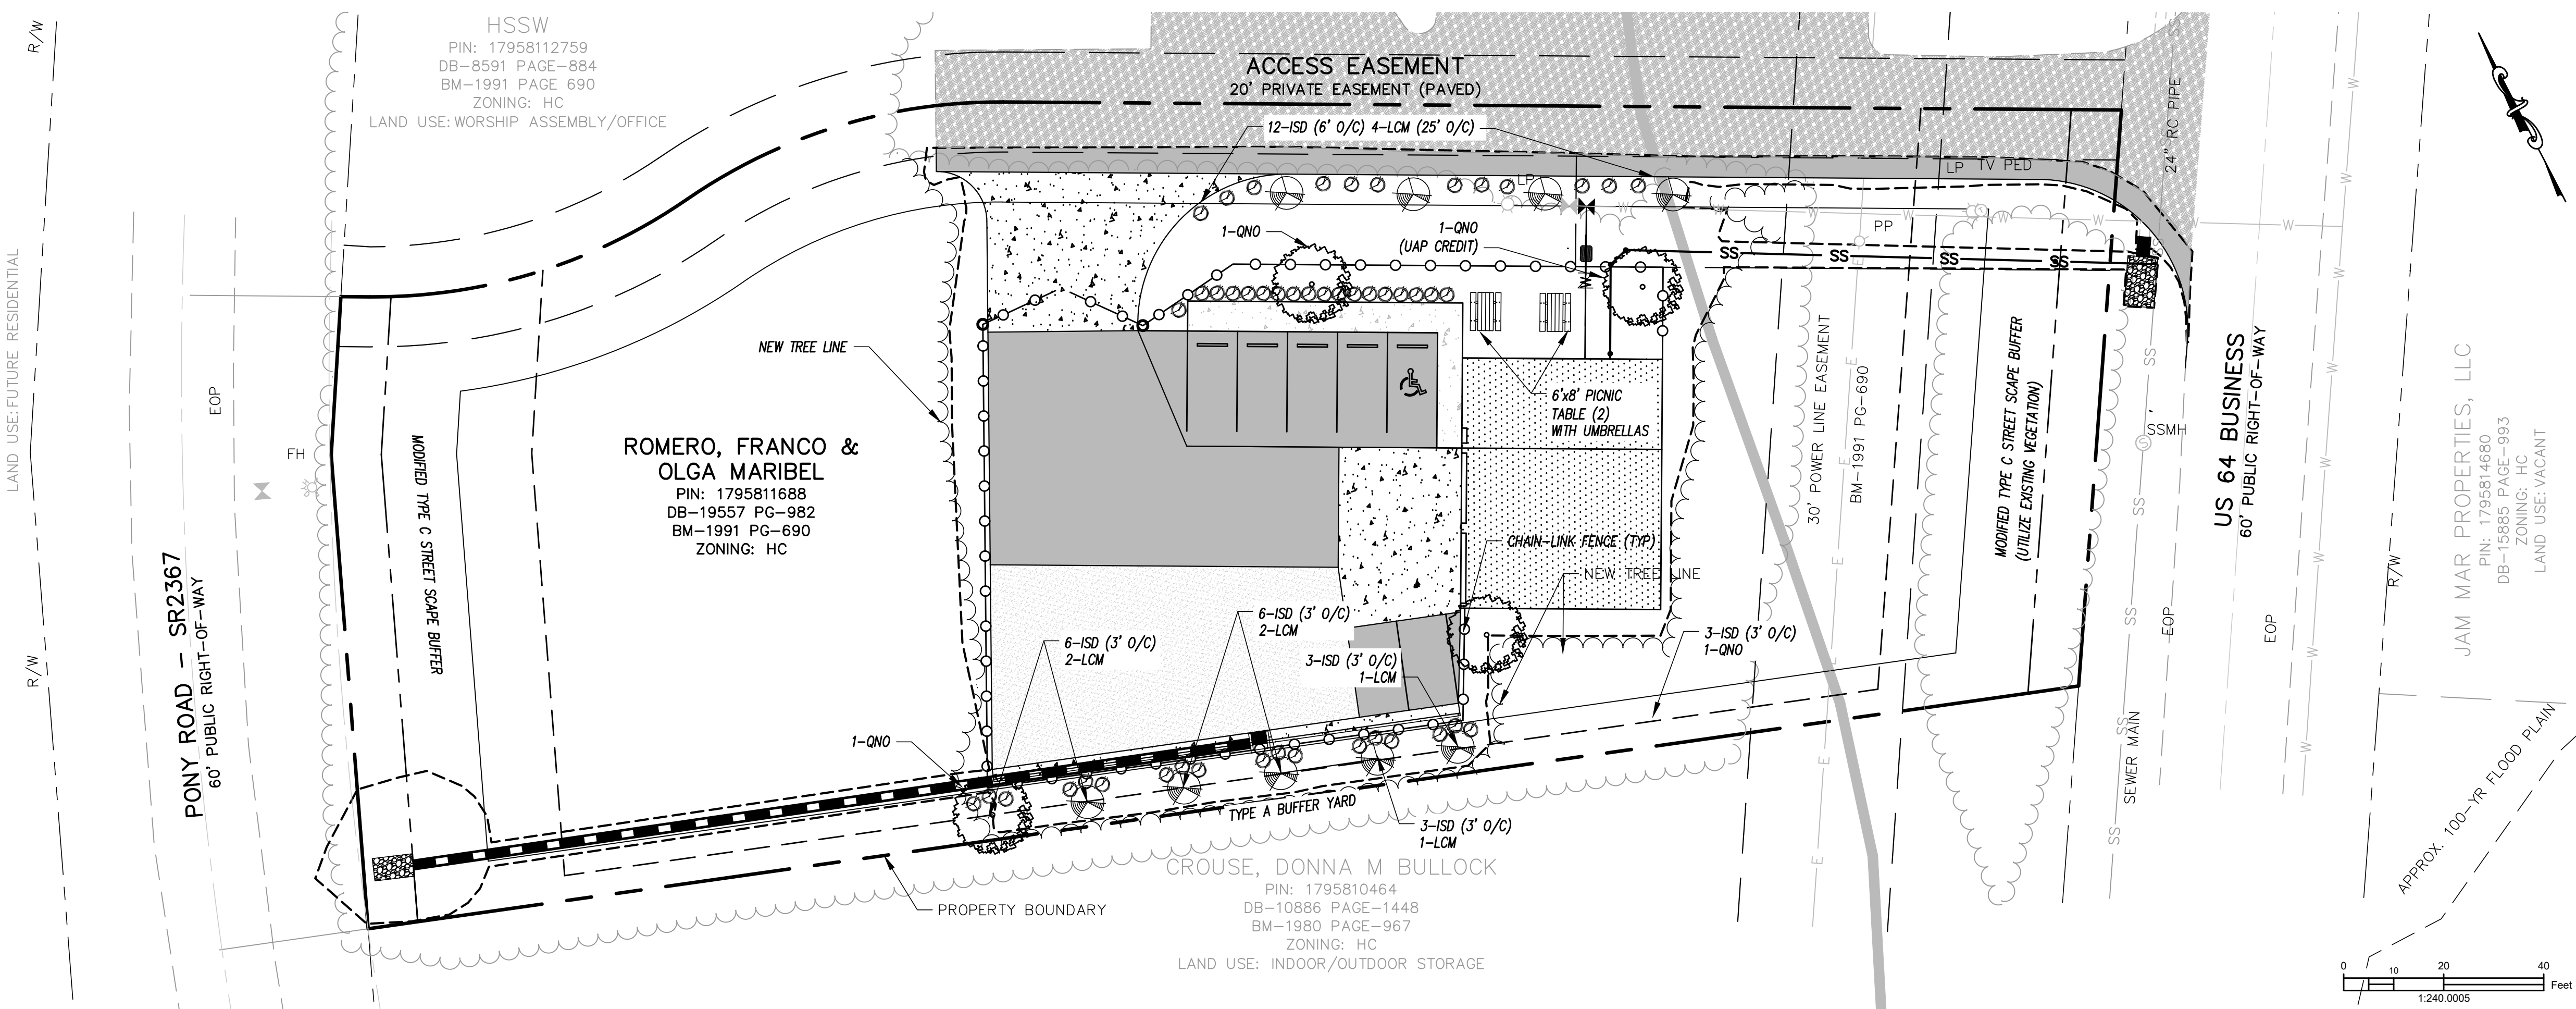 HSSW
PIN: 17958112759
DB-8591 PAGE-884
BM-1991 PAGE 690
ZONING: HC
LAND USE: WORSHIP ASSEMBLY/OFFICE
R/W
ACCESS EASEMENT
20' PRIVATE EASEMENT (PAVED)
12-ISD (6' O/C) 4-LCM (25' O/C)
24" RC PIPE
SS
LP
LP
TV PED
W
W
W
PP
1-QNO
1-QNO
(UAP CREDIT)
SS
SS
SS
SS
W
LAND USE: FUTURE RESIDENTIAL
EOP
FH
MODIFIED TYPE C STREET SCAPE BUFFER
NEW TREE LINE
ROMERO, FRANCO &
OLGA MARIBEL
PIN: 1795811688
DB-19557 PG-982
BM-1991 PG-690
ZONING: HC
6'x8' PICNIC
TABLE (2)
WITH UMBRELLAS
CHAIN-LINK FENCE (TYP)
NEW TREE LINE
30' POWER LINE EASEMENT
BM-1991 PG-690
E
E
E
MODIFIED TYPE C STREET SCAPE BUFFER
(UTILIZE EXISTING VEGETATION)
SSMH
S
SS
SS
SS
SEWER MAIN
EOP
US 64 BUSINESS
60' PUBLIC RIGHT-OF-WAY
EOP
W
W
W
R/W
JAM MAR PROPERTIES, LLC
PIN: 1795814680
DB-15885 PAGE-993
ZONING: HC
LAND USE: VACANT
PONY ROAD - SR2367
60' PUBLIC RIGHT-OF-WAY
R/W
6-ISD (3' O/C)
2-LCM
6-ISD (3' O/C)
2-LCM
3-ISD (3' O/C)
1-LCM
3-ISD (3' O/C)
1-QNO
1-QNO
TYPE A BUFFER YARD
3-ISD (3' O/C)
1-LCM
PROPERTY BOUNDARY
CROUSE, DONNA M BULLOCK
PIN: 1795810464
DB-10886 PAGE-1448
BM-1980 PAGE-967
ZONING: HC
LAND USE: INDOOR/OUTDOOR STORAGE
APPROX. 100-YR FLOOD PLAIN
0 10 20 40
Feet
1:240.0005